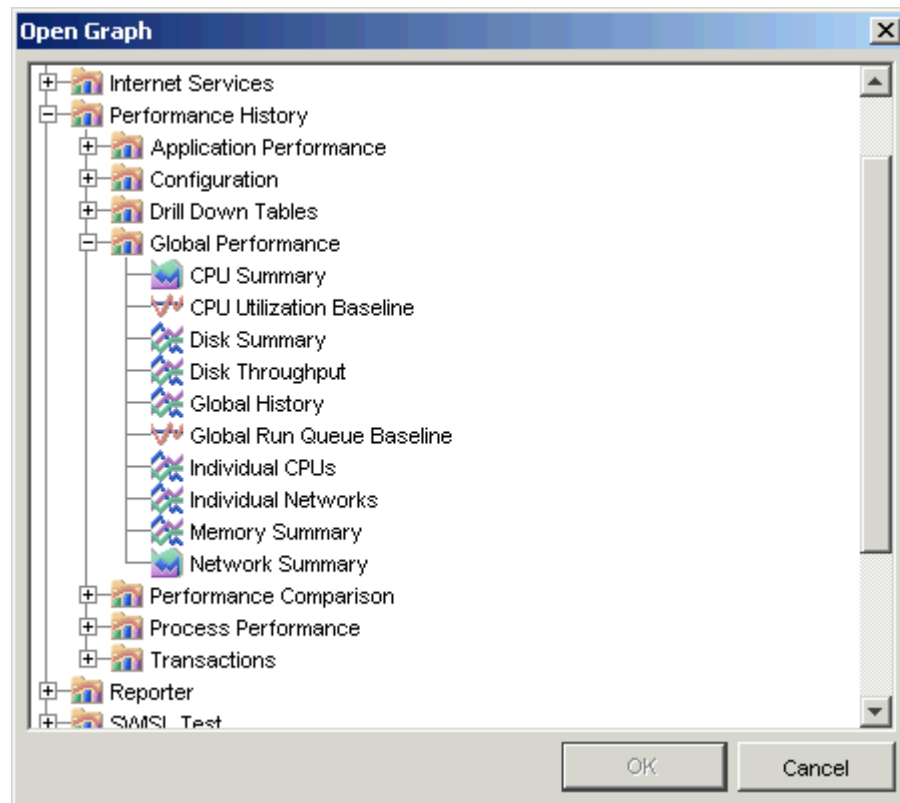 Open Graph
Internet Services
Performance History
Application Performance
Configuration
Drill Down Tables
Global Performance
CPU Summary
CPU Utilization Baseline
Disk Summary
Disk Throughput
Global History
Global Run Queue Baseline
Individual CPUs
Individual Networks
Memory Summary
Network Summary
Performance Comparison
Process Performance
Transactions
Reporter
SWISL Test
OK Cancel